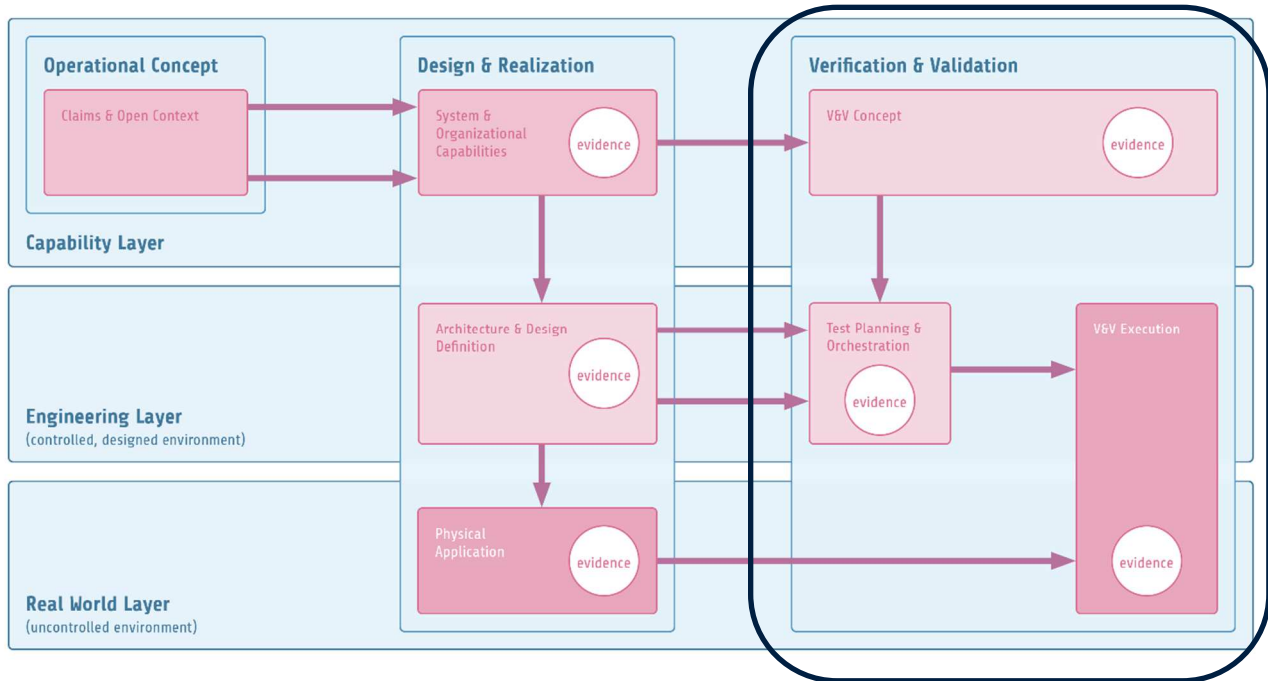 Operational Concept
Claims & Open Context
Capability Layer
Design & Realization
System &
Organizational
Capabilities
evidence
Verification & Validation
V&V Concept
evidence
Engineering Layer
(controlled, designed environment)
Architecture & Design
Definition
evidence
Test Planning &
Orchestration
evidence
V&V Execution
Real World Layer
(uncontrolled environment)
Physical
Application
evidence
evidence